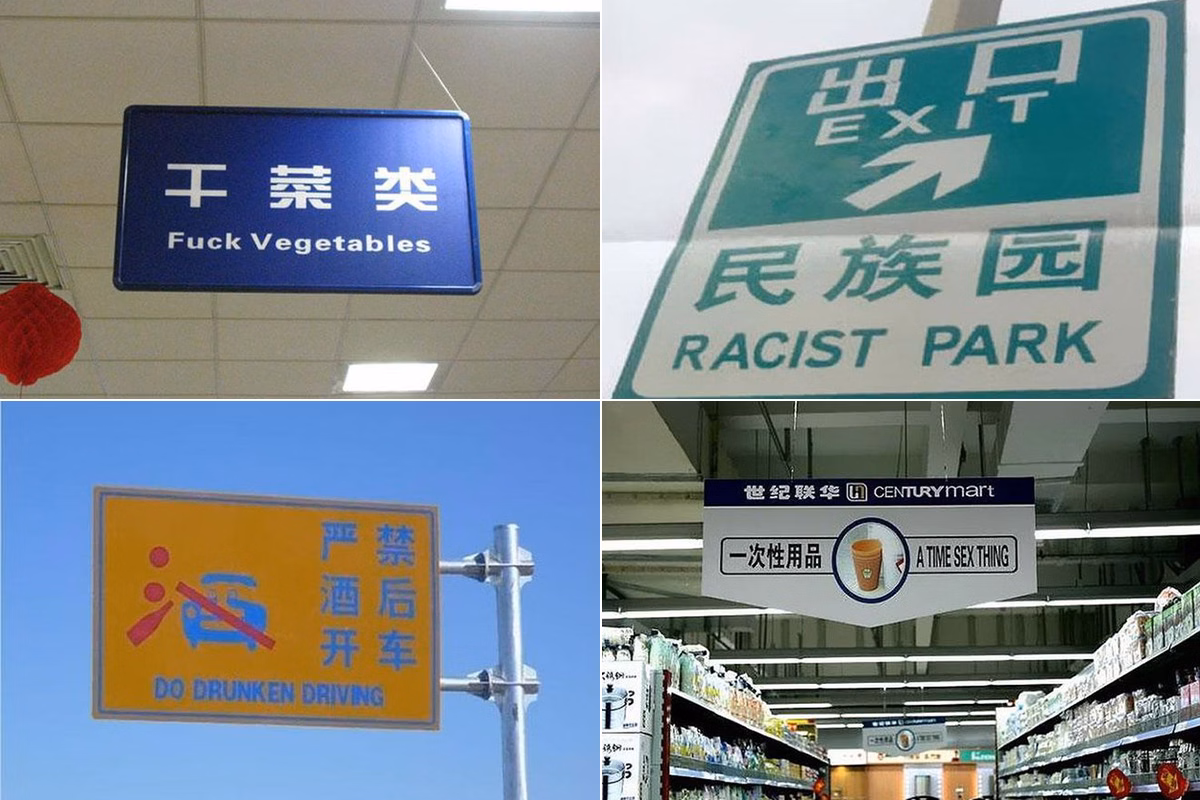 干菜类
Fuck Vegetables
出口
EXIT
民族园
RACIST PARK
严禁
酒后
开车
DO DRUNKEN DRIVING
世纪联华 CENTURYmart
一次性用品 A TIME SEX THING